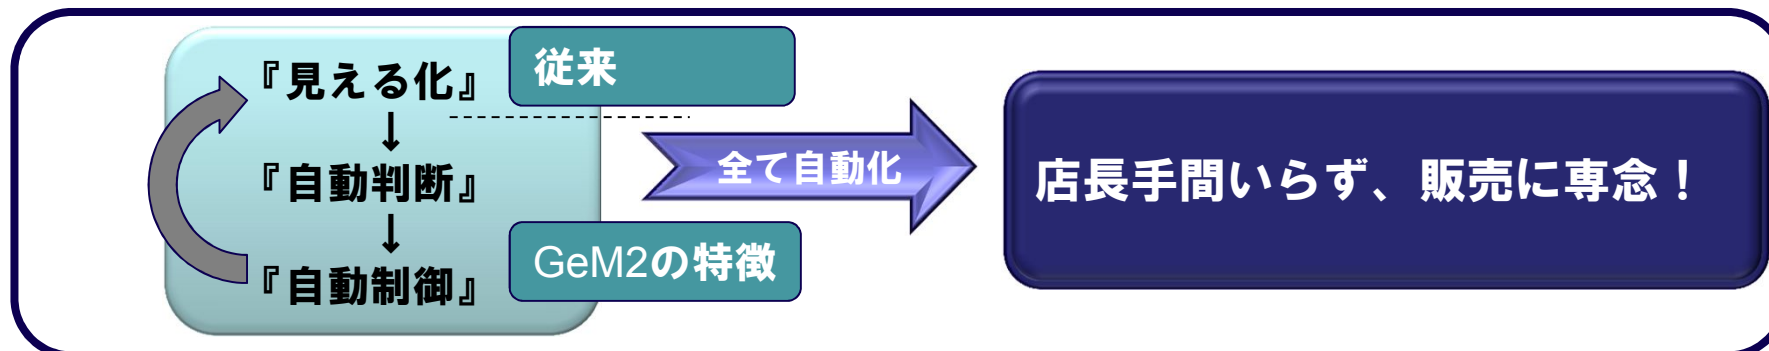 『見える化』
従来
↓
『自動判断』
↓
『自動制御』
GeM2の特徴
全て自動化
店長手間いらず、販売に専念！